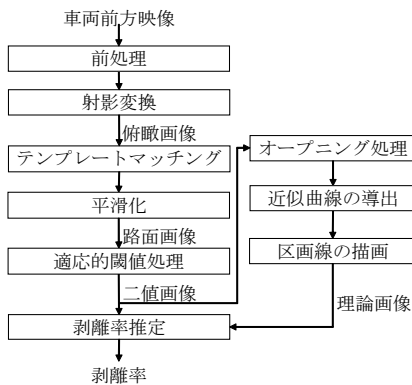 車両前方映像
前処理
射影変換
俯瞰画像
テンプレートマッチング
平滑化
路面画像
適応的閾値処理
二値画像
オープニング処理
近似曲線の導出
区画線の描画
理論画像
剥離率推定
剥離率